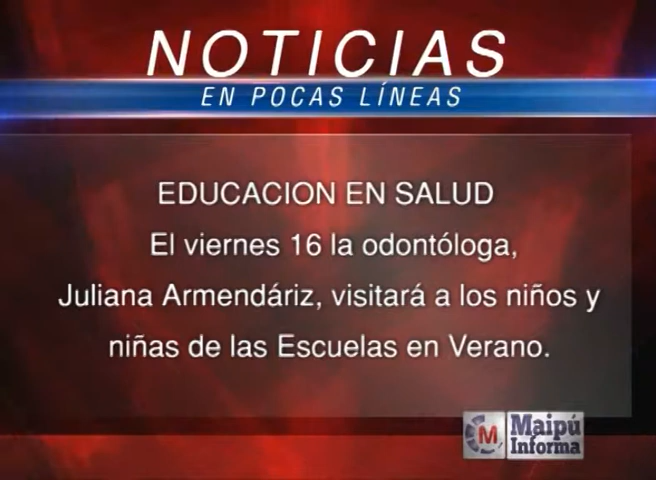 NOTICIAS
EN POCAS LÍNEAS
EDUCACION EN SALUD
El viernes 16 la odontóloga,
Juliana Armendáriz, visitará a los niños y
niñas de las Escuelas en Verano.
M
Maipú
Informa